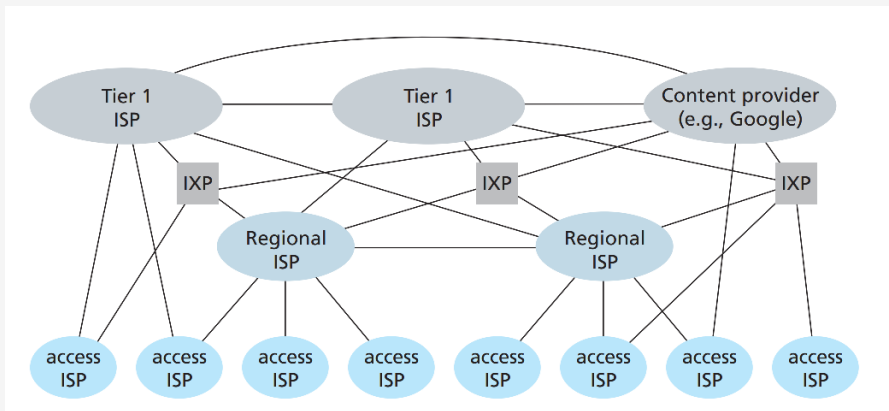 Tier 1
ISP
Tier 1
ISP
Content provider
(e.g., Google)
IXP
IXP
IXP
Regional
ISP
Regional
ISP
access
ISP
access
ISP
access
ISP
access
ISP
access
ISP
access
ISP
access
ISP
access
ISP